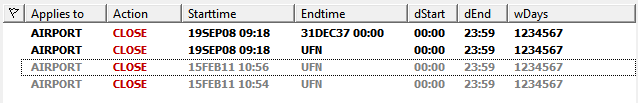 Applies to Action Starttime Endtime dStart dEnd wDays
AIRPORT CLOSE 19SEP08 09:18 31DEC37 00:00 00:00 23:59 1234567
AIRPORT CLOSE 19SEP08 09:18 UFN 00:00 23:59 1234567
AIRPORT CLOSE 15FEB11 10:56 UFN 00:00 23:59 1234567
AIRPORT CLOSE 15FEB11 10:54 UFN 00:00 23:59 1234567